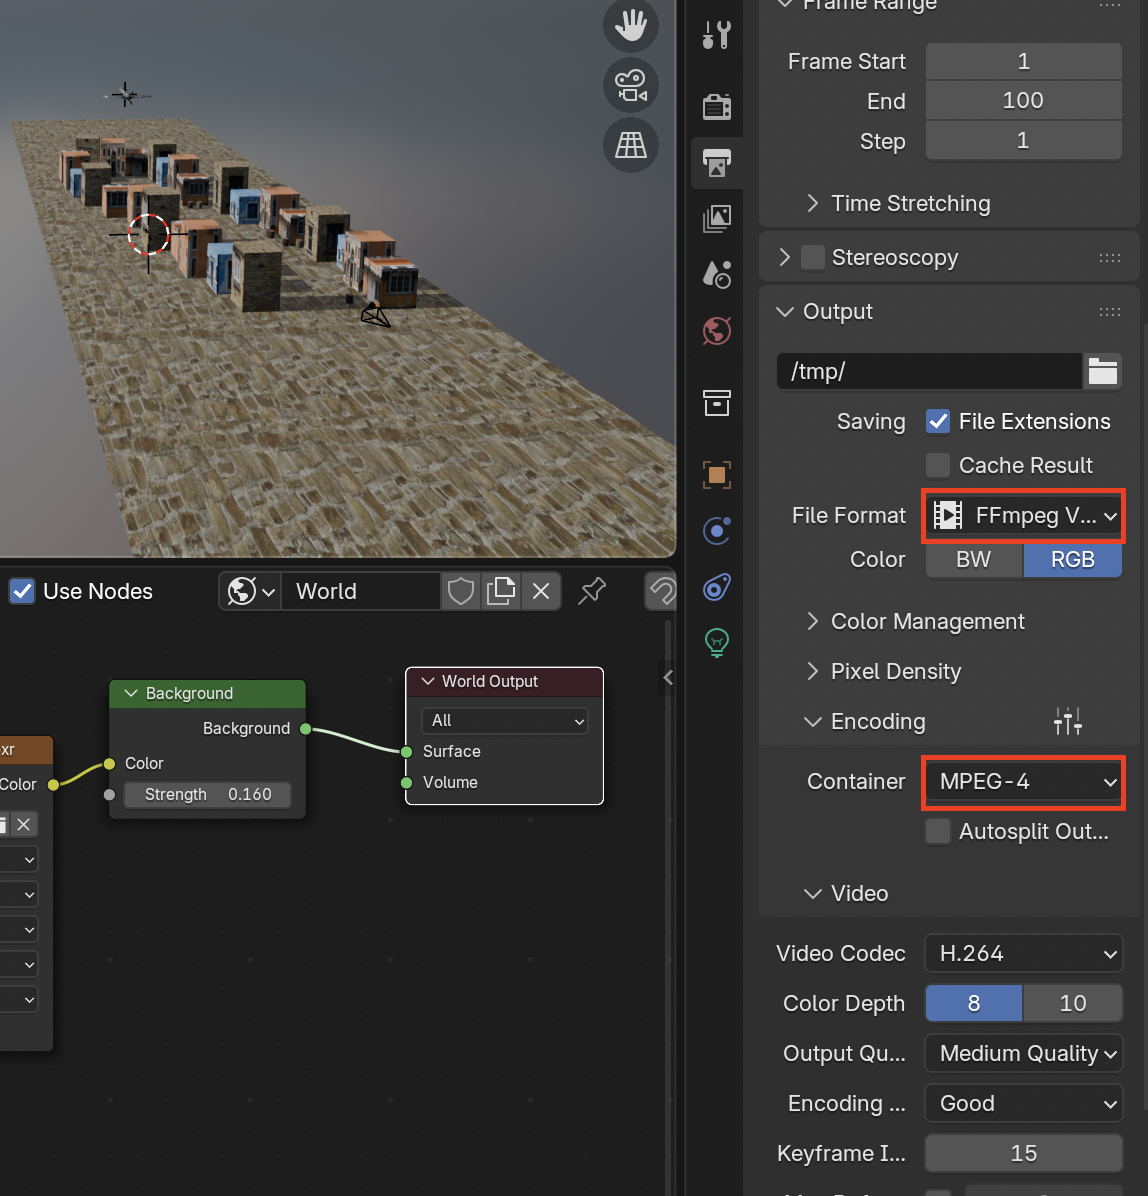 Frame Range
Frame Start 1
End 100
Step 1
Time Stretching
Stereoscopy
Output
/tmp/
Saving File Extensions
Cache Result
File Format FFmpeg V...
Color BW RGB
Color Management
Pixel Density
Encoding
Container MPEG-4
Autosplit Out...
Video
Video Codec H.264
Color Depth 8 10
Output Qu... Medium Quality
Encoding ... Good
Keyframe I... 15
Use Nodes World
Background
Background
Color
Strength 0.160
World Output
All
Surface
Volume
xr
Color